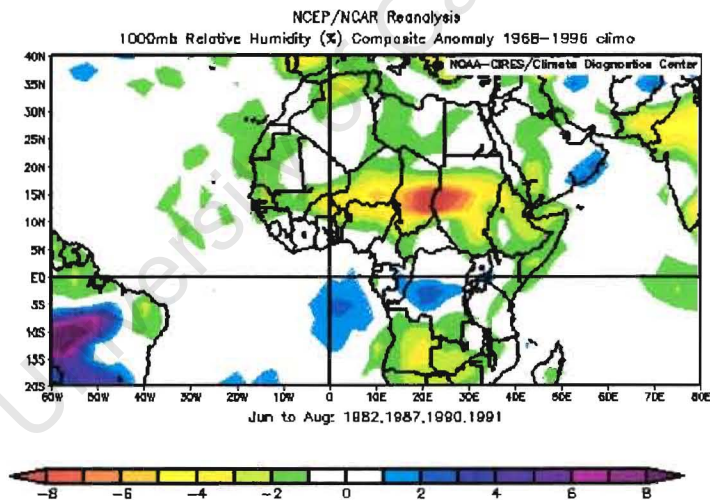 NCEP/NCAR Reanalysis
1000mb Relative Humidity (%) Composite Anomaly 1968-1996 climo
NOAA-CIRES/Climate Diagnostics Center
40N
35N
30N
25N
20N
15N
10N
5N
EQ
5S
10S
15S
20S
60W 50W 40W 30W 20W 10W 0 10E 20E 30E 40E 50E 60E 70E 80E
Jun to Aug: 1982,1987,1990,1991
-8 -6 -4 -2 0 2 4 6 8
University of Ca